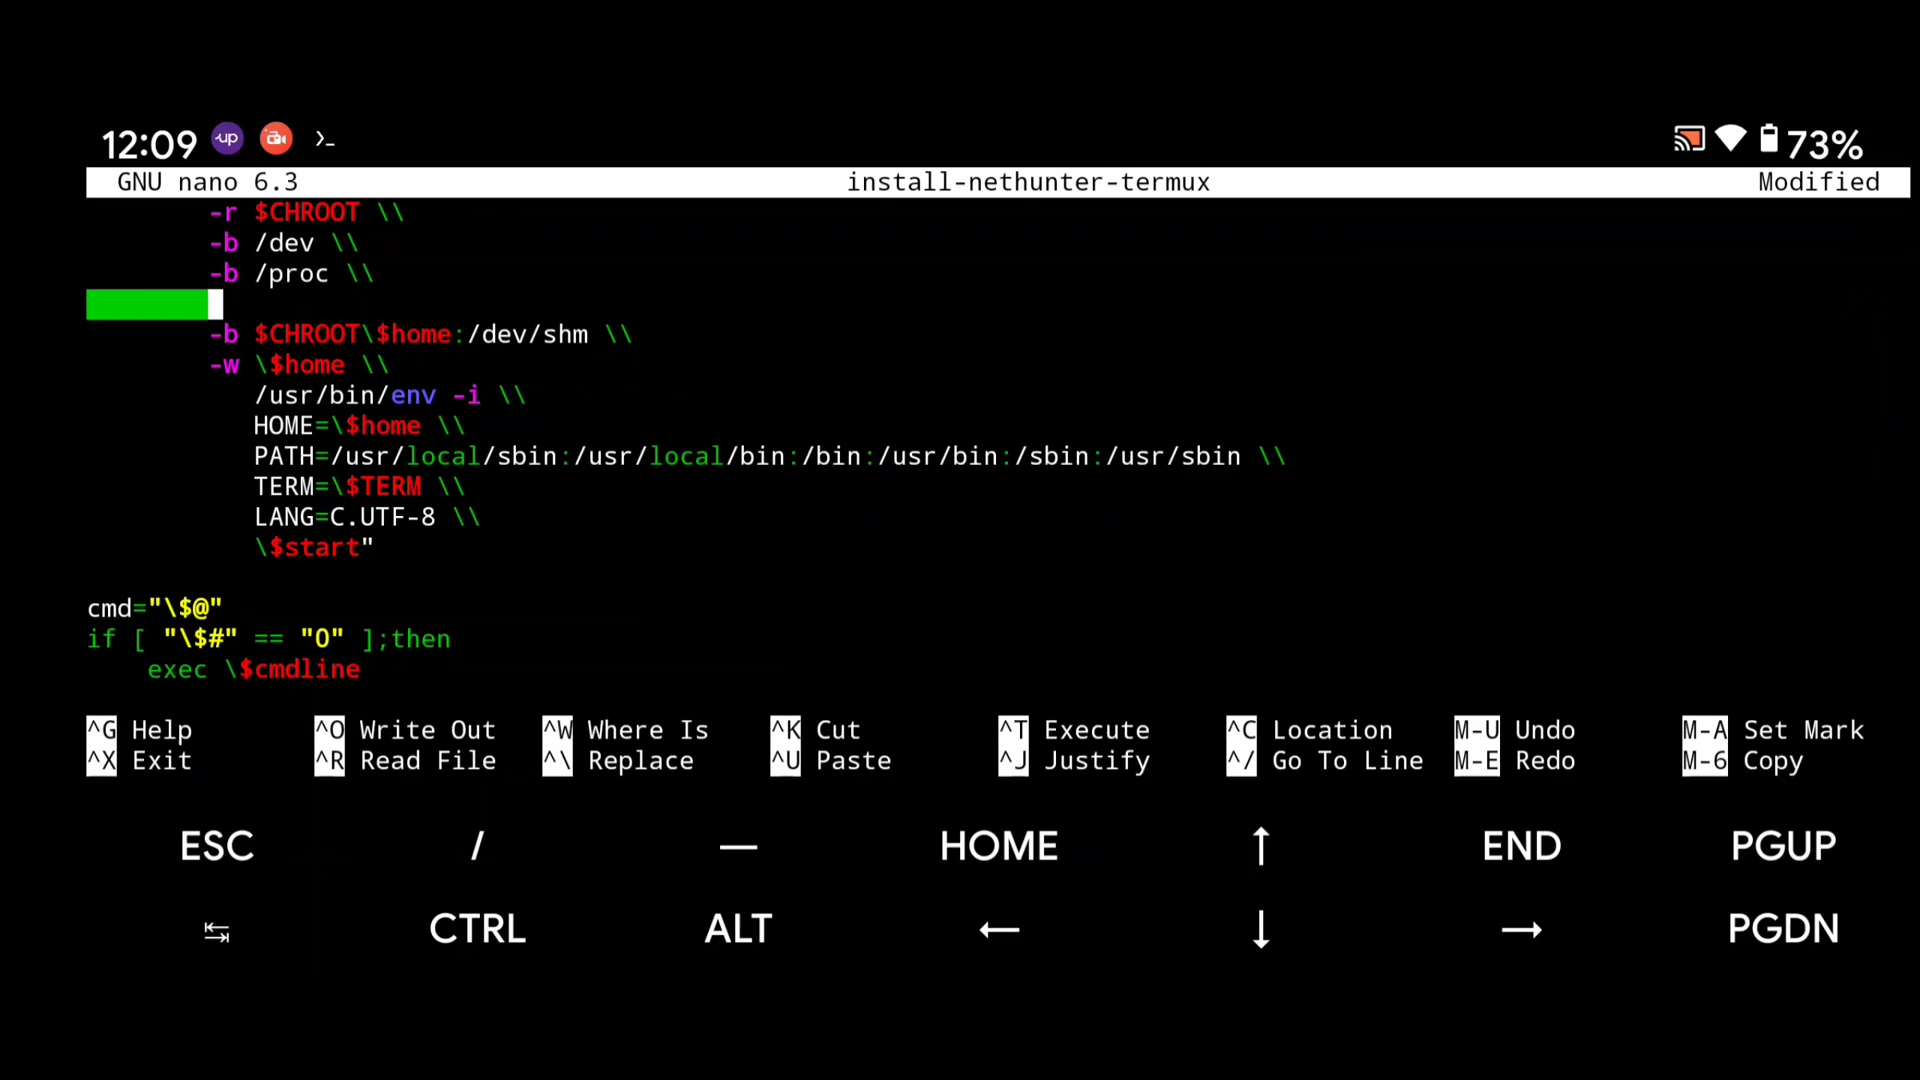 12:09 up 73%
GNU nano 6.3 install-nethunter-termux Modified
-r $CHROOT \\
-b /dev \\
-b /proc \\
-b $CHROOT\$home:/dev/shm \\
-w \$home \\
/usr/bin/env -i \\
HOME=\$home \\
PATH=/usr/local/sbin:/usr/local/bin:/bin:/usr/bin:/sbin:/usr/sbin \\
TERM=\$TERM \\
LANG=C.UTF-8 \\
\$start"
cmd="\$@"
if [ "\$#" == "0" ];then
exec \$cmdline
^G Help ^O Write Out ^W Where Is ^K Cut ^T Execute ^C Location M-U Undo M-A Set Mark
^X Exit ^R Read File ^\ Replace ^U Paste ^J Justify ^/ Go To Line M-E Redo M-6 Copy
ESC / — HOME ↑ END PGUP
↹ CTRL ALT ← ↓ → PGDN